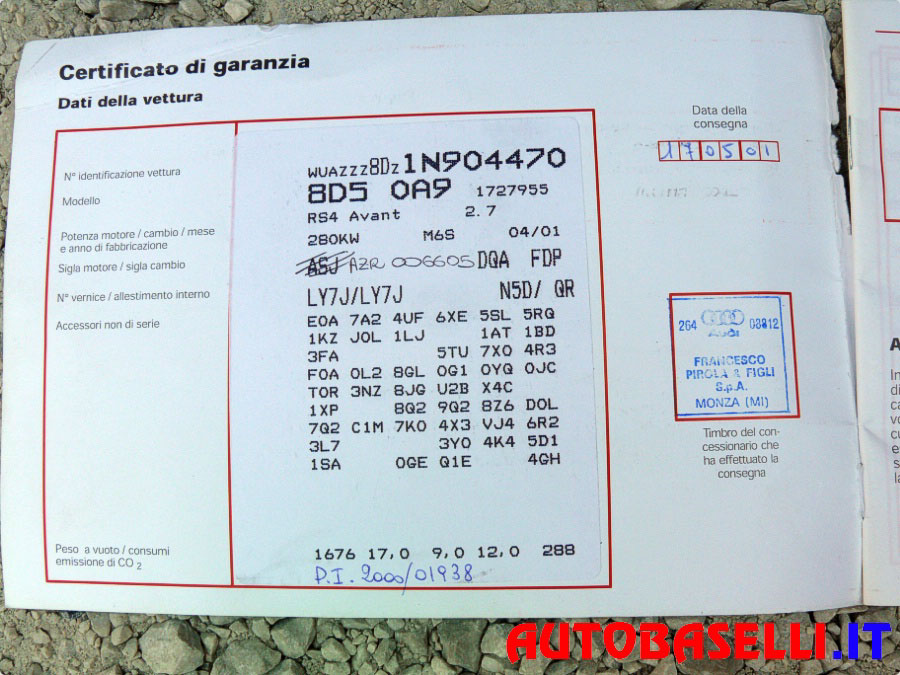 Certificato di garanzia
Dati della vettura
N° identificazione vettura
WUAZZZ8DZ1N904470
Modello
8D5 0A9 1727955
RS4 Avant 2.7
Potenza motore / cambio / mese
e anno di fabbricazione
280KW M6S 04/01
Sigla motore / sigla cambio
ASJ AZR 006605 DQA FDP
N° vernice / allestimento interno
LY7J/LY7J N5D/ QR
Accessori non di serie
E0A 7A2 4UF 6XE 5SL 5RQ
1KZ J0L 1LJ 1AT 1BD
3FA 5TU 7X0 4R3
F0A 0L2 8GL 0G1 0YQ 0JC
T0R 3NZ 8JG U2B X4C
1XP 8Q2 9Q2 8Z6 D0L
7Q2 C1M 7K0 4X3 VJ4 6R2
3L7 3Y0 4K4 5D1
1SA 0GE Q1E 4GH
Peso a vuoto / consumi
emissione di CO 2
1676 17,0 9,0 12,0 288
P.I. 2000/01938
Data della
consegna
170501
264 Audi 08812
FRANCESCO
PIROLA & FIGLI
S.p.A.
MONZA (MI)
Timbro del con-
cessionario che
ha effettuato la
consegna
AUTOBASELLI.IT